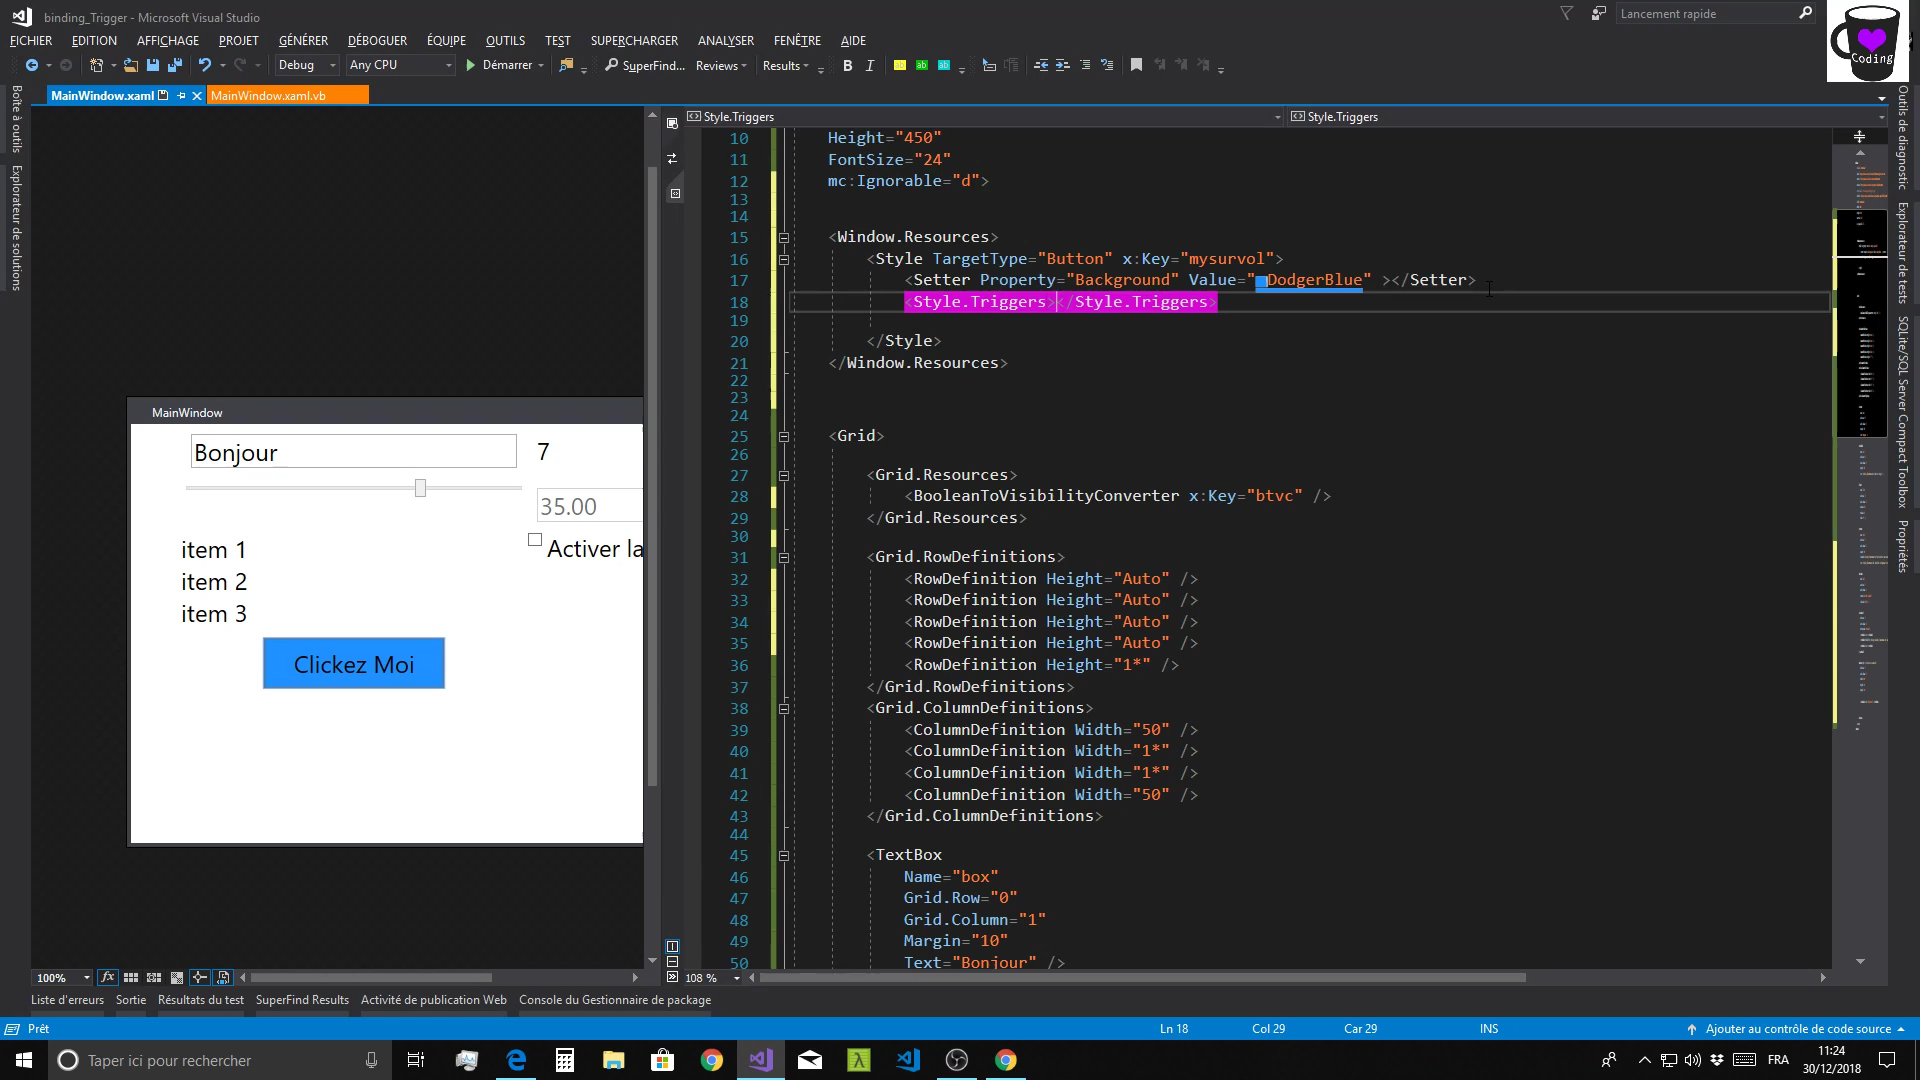 binding_Trigger - Microsoft Visual Studio
Lancement rapide
FICHIER EDITION AFFICHAGE PROJET GÉNÉRER DÉBOGUER ÉQUIPE OUTILS TEST SUPERCHARGER ANALYSER FENÊTRE AIDE
Coding
Debug Any CPU Démarrer SuperFind... Reviews Results B I
MainWindow.xaml MainWindow.xaml.vb
Boîte à outils
Explorateur de solutions
Style.Triggers Style.Triggers
10 Height="450"
11 FontSize="24"
12 mc:Ignorable="d">
13
14
15 <Window.Resources>
16 <Style TargetType="Button" x:Key="mysurvol">
17 <Setter Property="Background" Value="DodgerBlue" ></Setter>
18 <Style.Triggers></Style.Triggers>
19
20 </Style>
21 </Window.Resources>
22
23
24
25 <Grid>
26
27 <Grid.Resources>
28 <BooleanToVisibilityConverter x:Key="btvc" />
29 </Grid.Resources>
30
31 <Grid.RowDefinitions>
32 <RowDefinition Height="Auto" />
33 <RowDefinition Height="Auto" />
34 <RowDefinition Height="Auto" />
35 <RowDefinition Height="Auto" />
36 <RowDefinition Height="1*" />
37 </Grid.RowDefinitions>
38 <Grid.ColumnDefinitions>
39 <ColumnDefinition Width="50" />
40 <ColumnDefinition Width="1*" />
41 <ColumnDefinition Width="1*" />
42 <ColumnDefinition Width="50" />
43 </Grid.ColumnDefinitions>
44
45 <TextBox
46 Name="box"
47 Grid.Row="0"
48 Grid.Column="1"
49 Margin="10"
50 Text="Bonjour" />
MainWindow
Bonjour
7
35.00
Activer la
item 1
item 2
item 3
Clickez Moi
Outils de diagnostic
Explorateur de tests
SQLite/SQL Server Compact Toolbox
Propriétés
100% fx
108 %
Liste d'erreurs Sortie Résultats du test SuperFind Results Activité de publication Web Console du Gestionnaire de package
Prêt Ln 18 Col 29 Car 29 INS Ajouter au contrôle de code source
Taper ici pour rechercher
FRA
11:24
30/12/2018